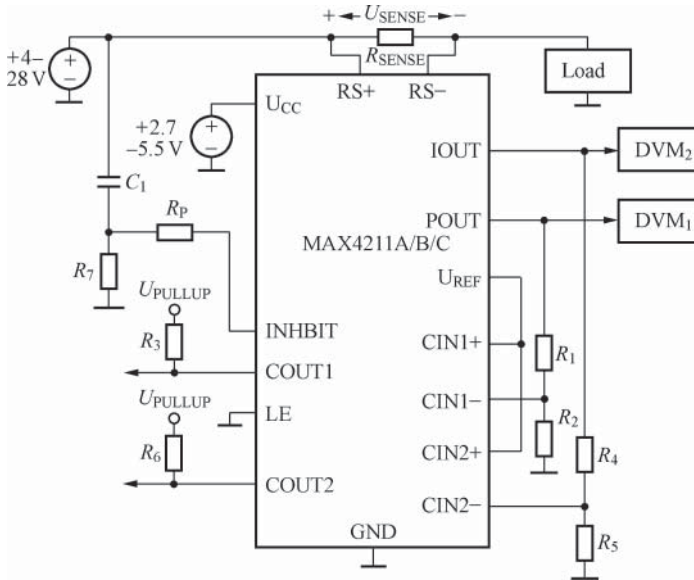 + U_SENSE −
R_SENSE
+4−
28 V
+
−
RS+ RS−
Load
U_CC
+2.7
−5.5 V
+
−
IOUT
DVM₂
C₁
R_P
POUT
DVM₁
MAX4211A/B/C
R₇
U_REF
U_PULLUP
INHBIT
CIN1+
R₃
R₁
COUT1
U_PULLUP
CIN1−
LE
R₂
R₆
CIN2+
R₄
COUT2
CIN2−
GND
R₅